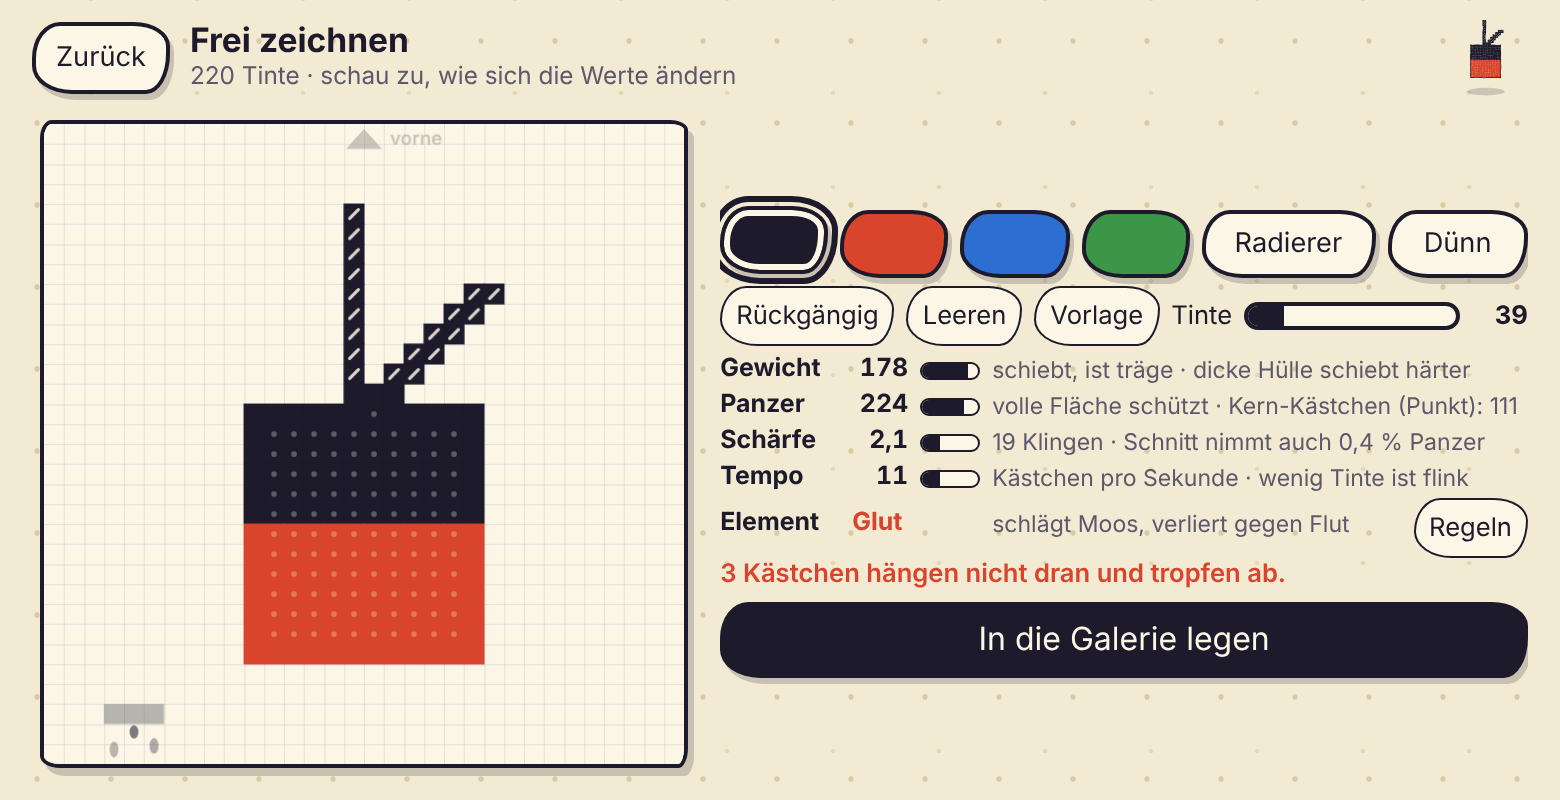 Zurück
Frei zeichnen
220 Tinte · schau zu, wie sich die Werte ändern
vorne
Radierer
Dünn
Rückgängig
Leeren
Vorlage
Tinte 39
Gewicht 178 schiebt, ist träge · dicke Hülle schiebt härter
Panzer 224 volle Fläche schützt · Kern-Kästchen (Punkt): 111
Schärfe 2,1 19 Klingen · Schnitt nimmt auch 0,4 % Panzer
Tempo 11 Kästchen pro Sekunde · wenig Tinte ist flink
Element Glut schlägt Moos, verliert gegen Flut
Regeln
3 Kästchen hängen nicht dran und tropfen ab.
In die Galerie legen